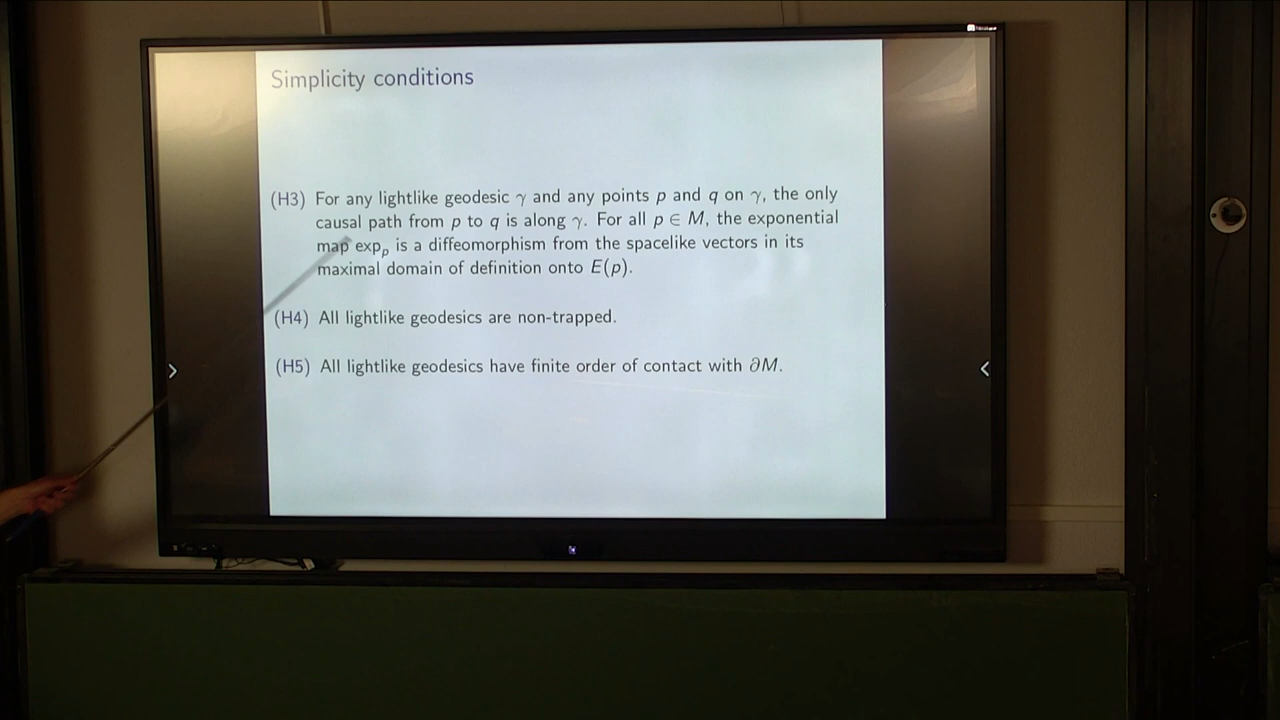 Simplicity conditions
(H3) For any lightlike geodesic γ and any points p and q on γ, the only
causal path from p to q is along γ. For all p ∈ M, the exponential
map exp_p is a diffeomorphism from the spacelike vectors in its
maximal domain of definition onto E(p).
(H4) All lightlike geodesics are non-trapped.
(H5) All lightlike geodesics have finite order of contact with ∂M.